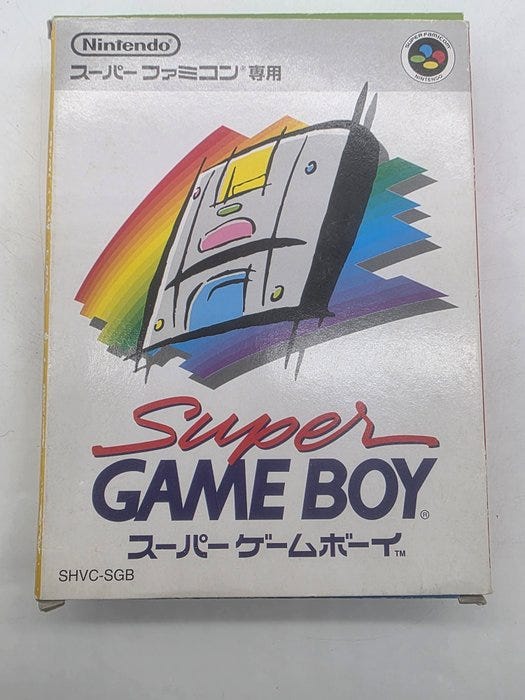 Nintendo®
スーパーファミコン®専用
SUPER FAMICOM
NINTENDO
Super
GAME BOY®
スーパーゲームボーイ™
SHVC-SGB